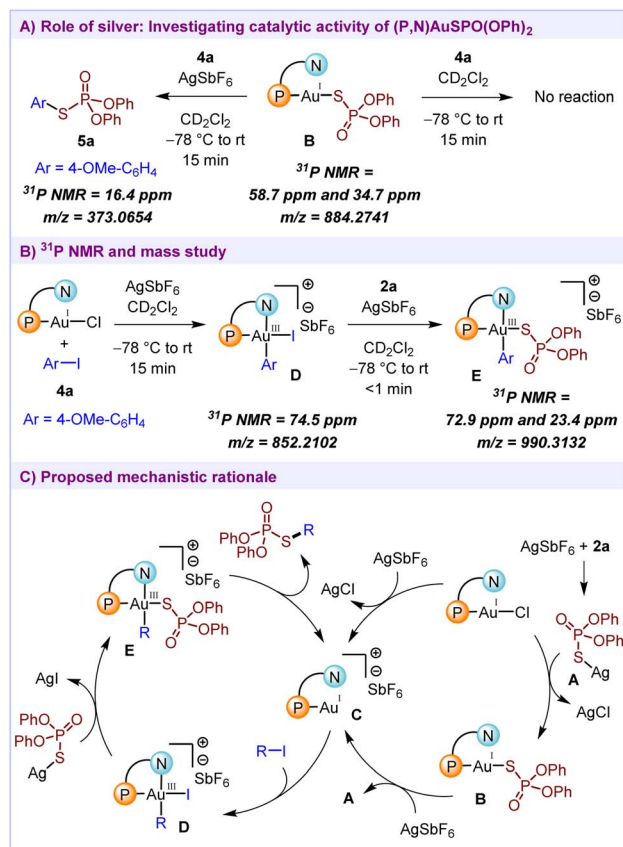 A) Role of silver: Investigating catalytic activity of (P,N)AuSPO(OPh)2
Ar
S
P
O
OPh
OPh
5a
Ar = 4-OMe-C6H4
31P NMR = 16.4 ppm
m/z = 373.0654
4a
AgSbF6
CD2Cl2
−78 °C to rt
15 min
P
N
Au
I
S
P
O
OPh
OPh
B
31P NMR =
58.7 ppm and 34.7 ppm
m/z = 884.2741
4a
CD2Cl2
−78 °C to rt
15 min
No reaction
B) 31P NMR and mass study
P
N
Au
I
Cl
+
Ar
I
4a
Ar = 4-OMe-C6H4
AgSbF6
CD2Cl2
−78 °C to rt
15 min
P
N
Au
III
I
Ar
⊕
⊖
SbF6
D
31P NMR = 74.5 ppm
m/z = 852.2102
2a
AgSbF6
CD2Cl2
−78 °C to rt
<1 min
P
N
Au
III
S
P
O
OPh
OPh
Ar
⊕
⊖
SbF6
E
31P NMR =
72.9 ppm and 23.4 ppm
m/z = 990.3132
C) Proposed mechanistic rationale
PhO
PhO
P
O
S
R
AgSbF6 + 2a
AgSbF6
AgCl
P
N
Au
III
S
P
O
OPh
OPh
R
⊕
⊖
SbF6
E
P
N
Au
I
Cl
O
P
OPh
OPh
S
Ag
A
AgCl
P
N
Au
I
⊕
⊖
SbF6
C
AgI
PhO
PhO
P
O
S
Ag
R–I
P
N
Au
III
I
R
⊕
⊖
SbF6
D
A
AgSbF6
P
N
Au
I
S
P
O
OPh
OPh
B